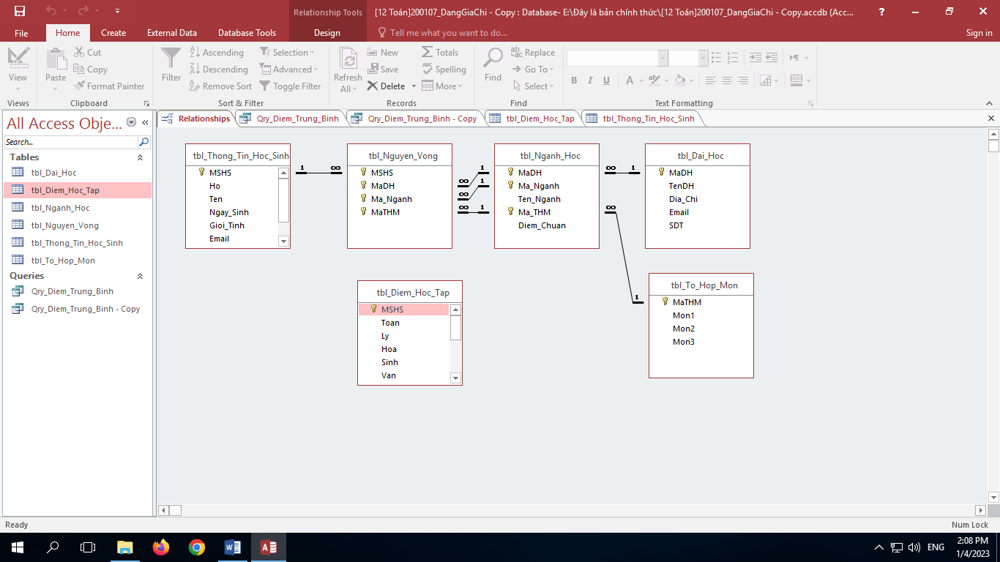 Relationship Tools
[12 Toán]200107_DangGiaChi - Copy : Database- E:\Đây là bản chính thức\[12 Toán]200107_DangGiaChi - Copy.accdb (Acc...
?
File
Home
Create
External Data
Database Tools
Design
Tell me what you want to do...
Sign in
View
Paste
Cut
Copy
Format Painter
Filter
Ascending
Descending
Remove Sort
Selection
Advanced
Toggle Filter
Refresh
All
New
Save
Delete
Totals
Spelling
More
Find
Replace
Go To
Select
B I U
A
Views
Clipboard
Sort & Filter
Records
Find
Text Formatting
All Access Obje...
Search...
Tables
tbl_Dai_Hoc
tbl_Diem_Hoc_Tap
tbl_Nganh_Hoc
tbl_Nguyen_Vong
tbl_Thong_Tin_Hoc_Sinh
tbl_To_Hop_Mon
Queries
Qry_Diem_Trung_Binh
Qry_Diem_Trung_Binh - Copy
Relationships
Qry_Diem_Trung_Binh
Qry_Diem_Trung_Binh - Copy
tbl_Diem_Hoc_Tap
tbl_Thong_Tin_Hoc_Sinh
tbl_Thong_Tin_Hoc_Sinh
MSHS
Ho
Ten
Ngay_Sinh
Gioi_Tinh
Email
1 ∞
tbl_Nguyen_Vong
MSHS
MaDH
Ma_Nganh
MaTHM
∞ 1
∞ 1
∞ 1
tbl_Nganh_Hoc
MaDH
Ma_Nganh
Ten_Nganh
Ma_THM
Diem_Chuan
∞ 1
∞ 1
tbl_Dai_Hoc
MaDH
TenDH
Dia_Chi
Email
SDT
tbl_Diem_Hoc_Tap
MSHS
Toan
Ly
Hoa
Sinh
Van
tbl_To_Hop_Mon
MaTHM
Mon1
Mon2
Mon3
Ready
Num Lock
ENG
2:08 PM
1/4/2023